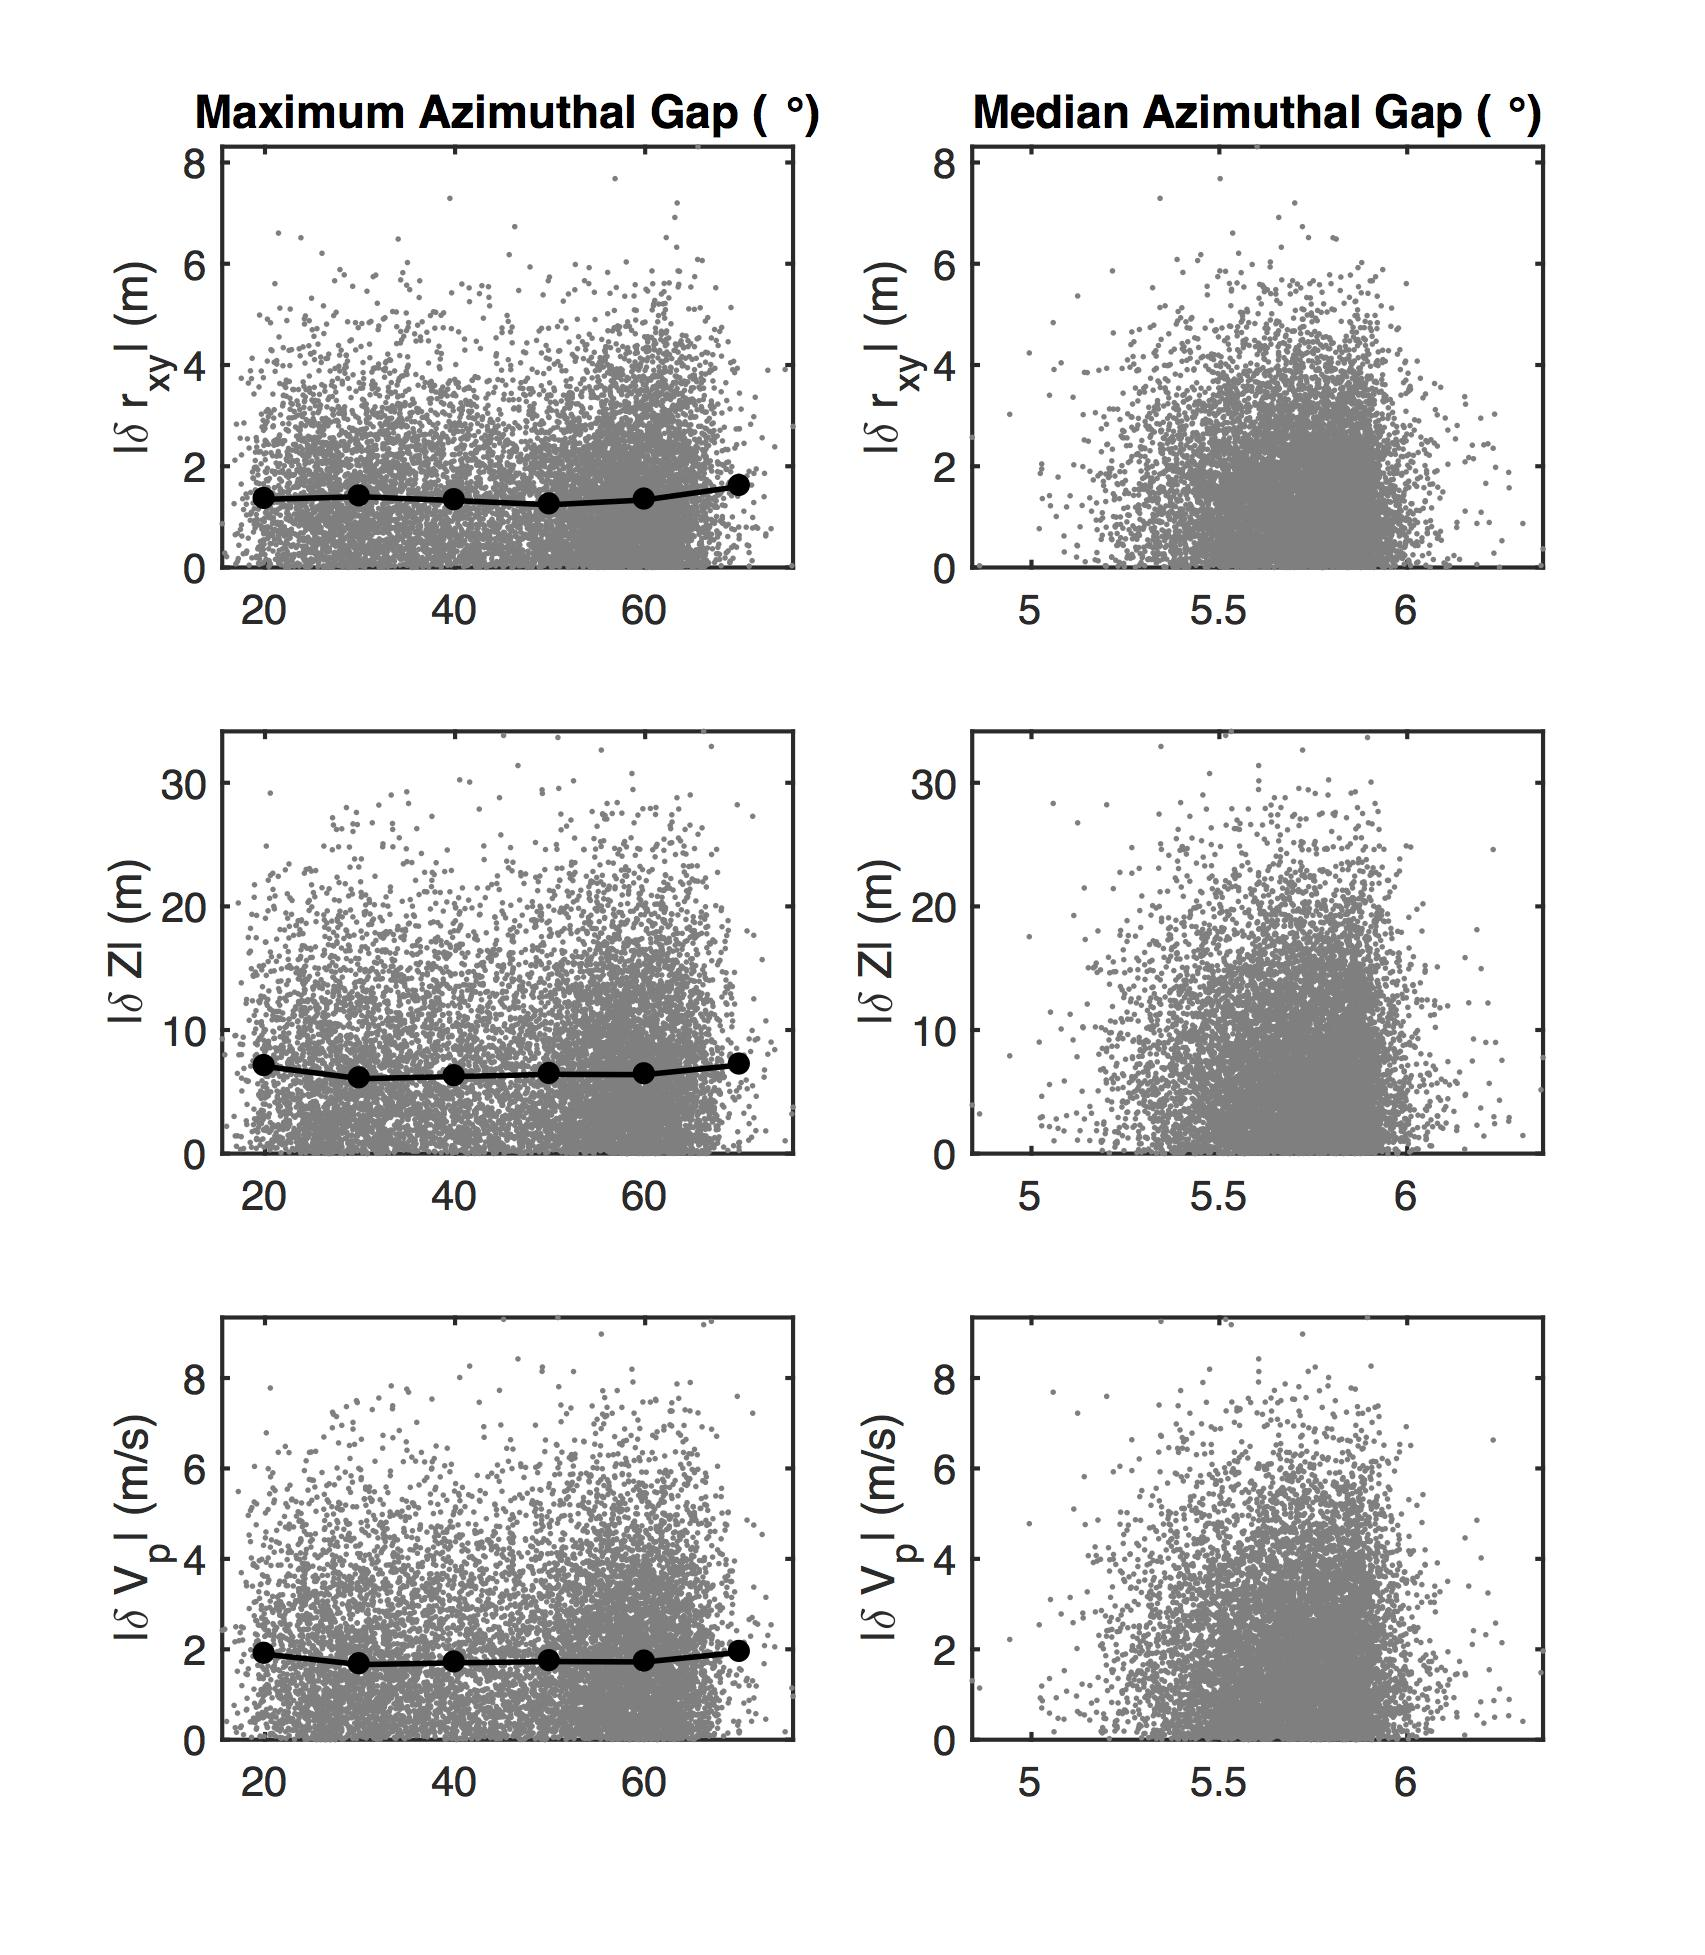 Maximum Azimuthal Gap ( °)
Median Azimuthal Gap ( °)
|δ r_xy| (m)
8
6
4
2
0
20 40 60
|δ r_xy| (m)
8
6
4
2
0
5 5.5 6
|δ Z| (m)
30
20
10
0
20 40 60
|δ Z| (m)
30
20
10
0
5 5.5 6
|δ V_p| (m/s)
8
6
4
2
0
20 40 60
|δ V_p| (m/s)
8
6
4
2
0
5 5.5 6